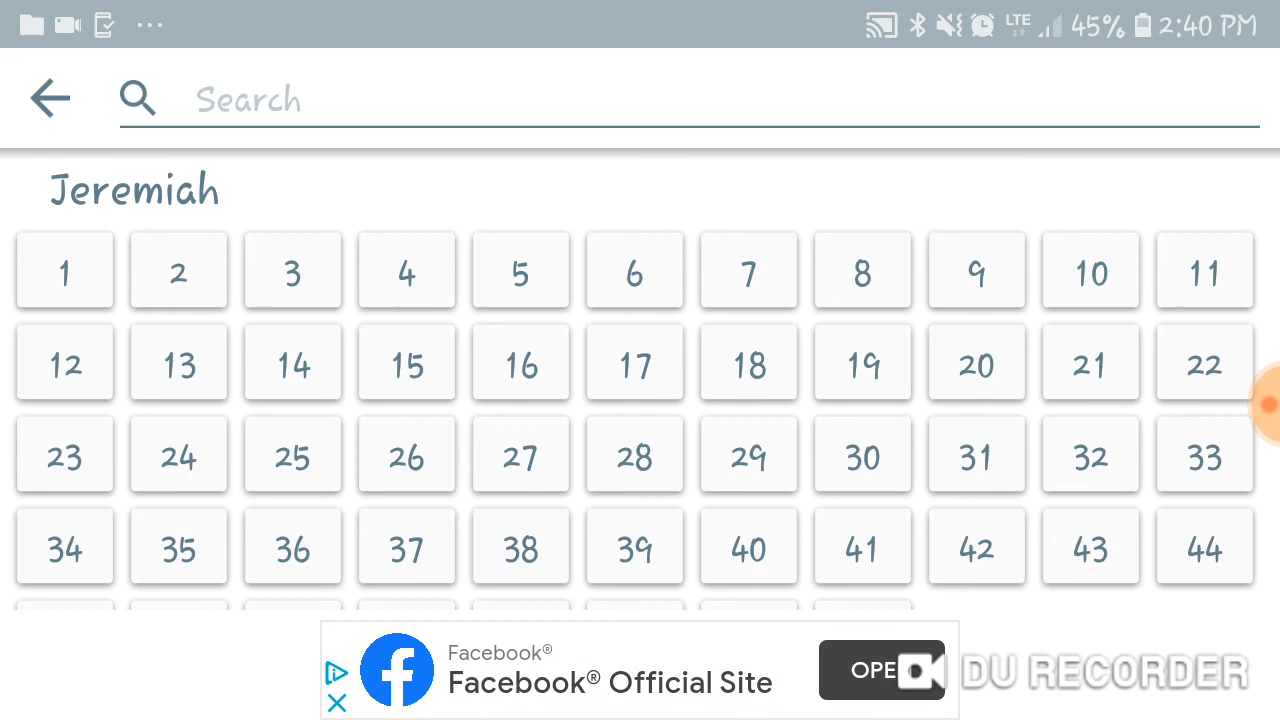 LTE 45% 2:40 PM
Search
Jeremiah
1 2 3 4 5 6 7 8 9 10 11
12 13 14 15 16 17 18 19 20 21 22
23 24 25 26 27 28 29 30 31 32 33
34 35 36 37 38 39 40 41 42 43 44
Facebook®
Facebook® Official Site
OPE
DU RECORDER